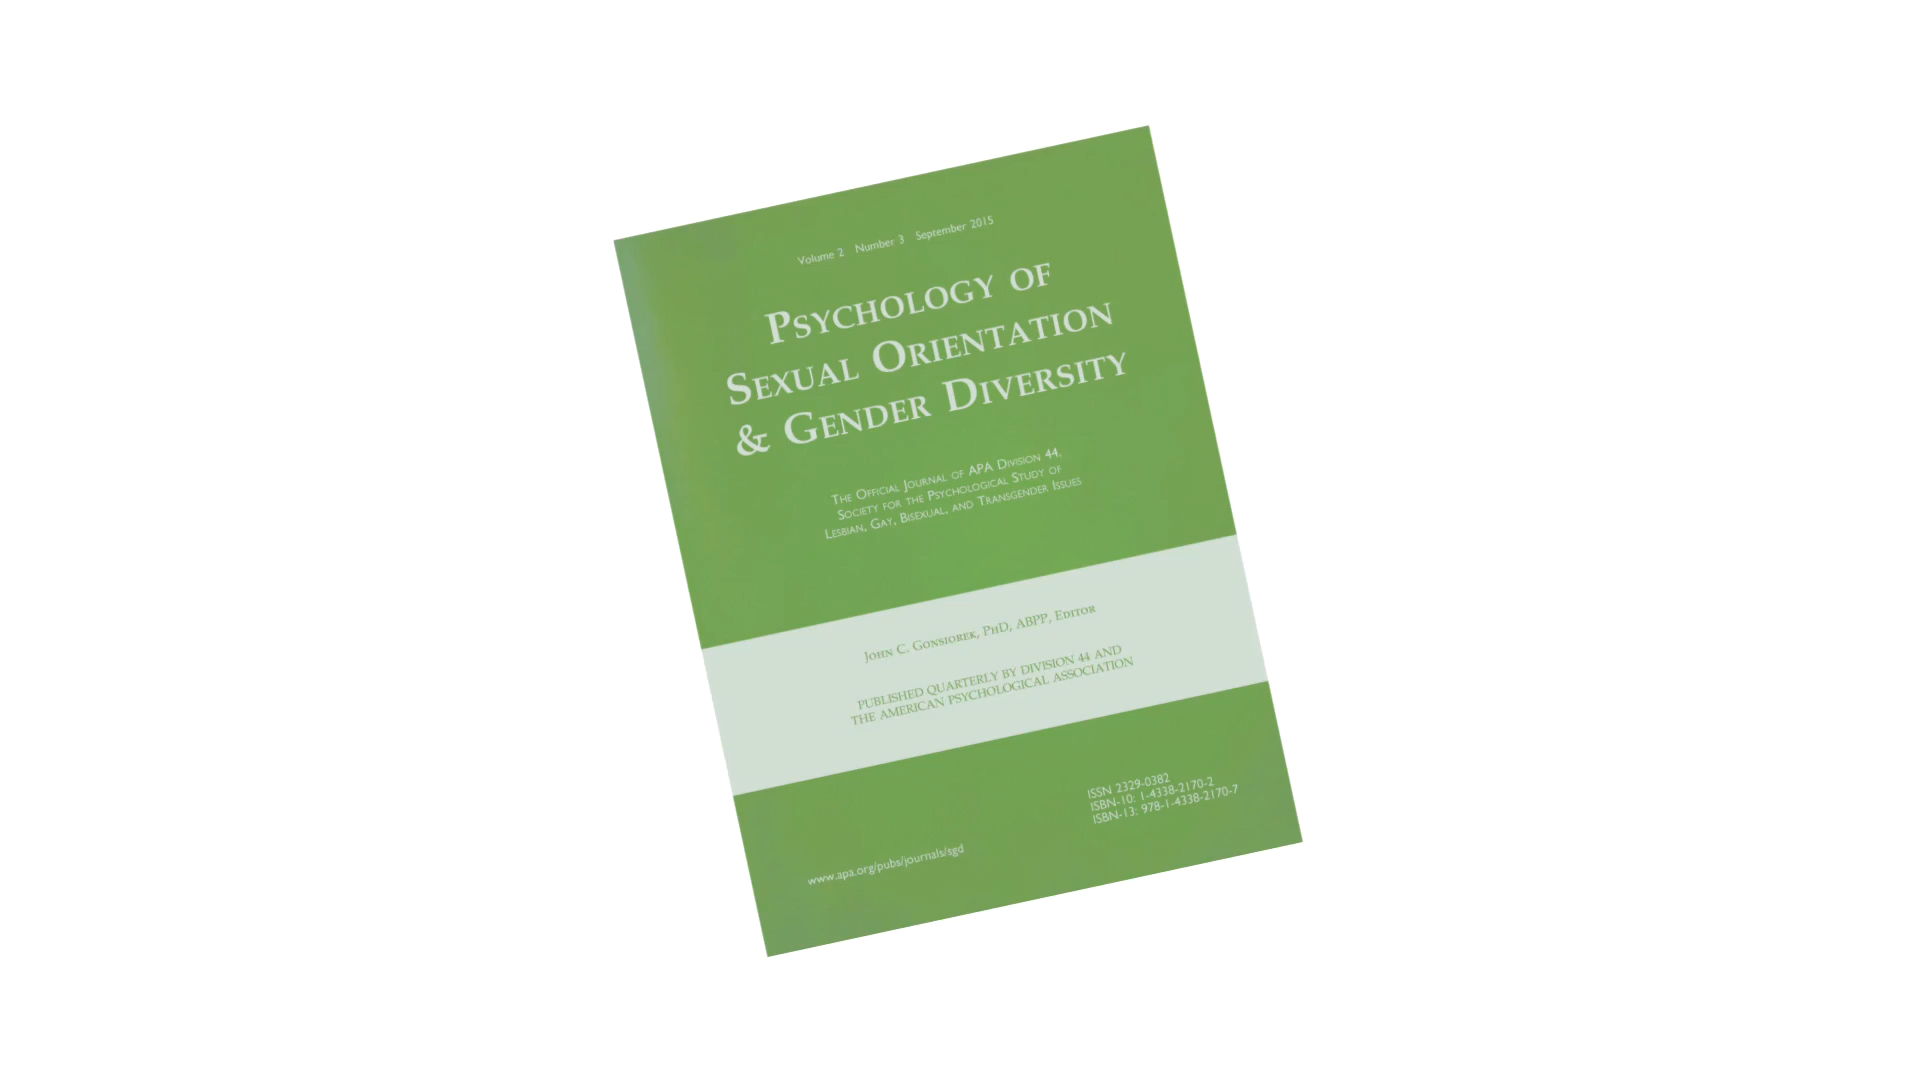 Volume 2 Number 3 September 2015
PSYCHOLOGY OF
SEXUAL ORIENTATION
& GENDER DIVERSITY
THE OFFICIAL JOURNAL OF APA DIVISION 44,
SOCIETY FOR THE PSYCHOLOGICAL STUDY OF
LESBIAN, GAY, BISEXUAL, AND TRANSGENDER ISSUES
JOHN C. GONSIOREK, PHD, ABPP, EDITOR
PUBLISHED QUARTERLY BY DIVISION 44 AND
THE AMERICAN PSYCHOLOGICAL ASSOCIATION
ISSN 2329-0382
ISBN-10: 1-4338-2170-2
ISBN-13: 978-1-4338-2170-7
www.apa.org/pubs/journals/sgd